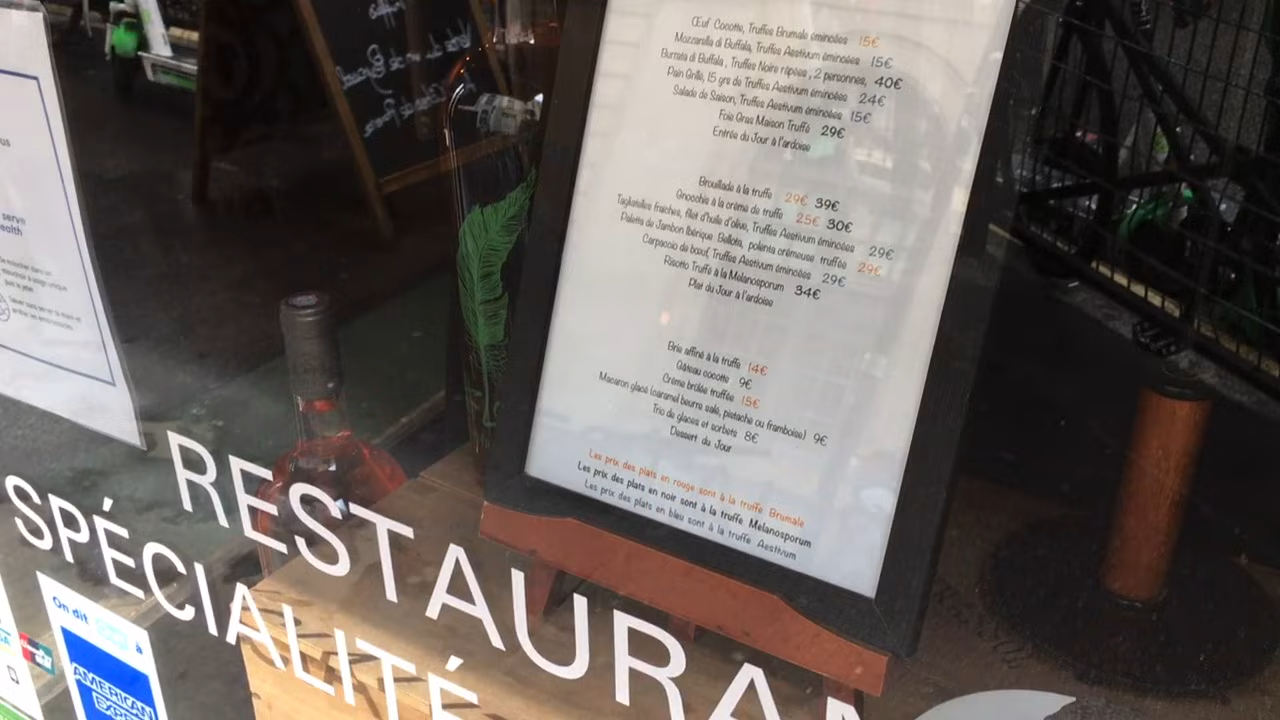 Œuf Cocotte, Truffes Brumale émincées 15€
Mozzarella di Buffala, Truffes Aestivum émincées 15€
Burrata di Buffala, Truffes Noire râpées, 2 personnes, 40€
Pain Grillé, 15 grs de Truffes Aestivum émincées 24€
Salade de Saison, Truffes Aestivum émincées 15€
Foie Gras Maison Truffé 29€
Entrée du Jour à l'ardoise
Brouillade à la truffe 29€ 39€
Gnocchis à la crème de truffe 25€ 30€
Tagliatelles fraîches, filet d'huile d'olive, Truffes Aestivum émincées 29€
Paletta de Jambon Ibérique Bellota, polenta crémeuse truffée 29€
Carpaccio de bœuf, Truffes Aestivum émincées 29€
Risotto Truffé à la Melanosporum 34€
Plat du Jour à l'ardoise
Brie affiné à la truffe 14€
Gâteau cocotte 9€
Crème brûlée truffée 15€
Macaron glacé (caramel beurre salé, pistache ou framboise) 9€
Trio de glaces et sorbets 8€
Dessert du Jour
Les prix des plats en rouge sont à la truffe Brumale
Les prix des plats en noir sont à la truffe Melanosporum
Les prix des plats en bleu sont à la truffe Aestivum
RESTAURAN
SPÉCIALITÉ
On dit
à
AMERICAN
EXPRE